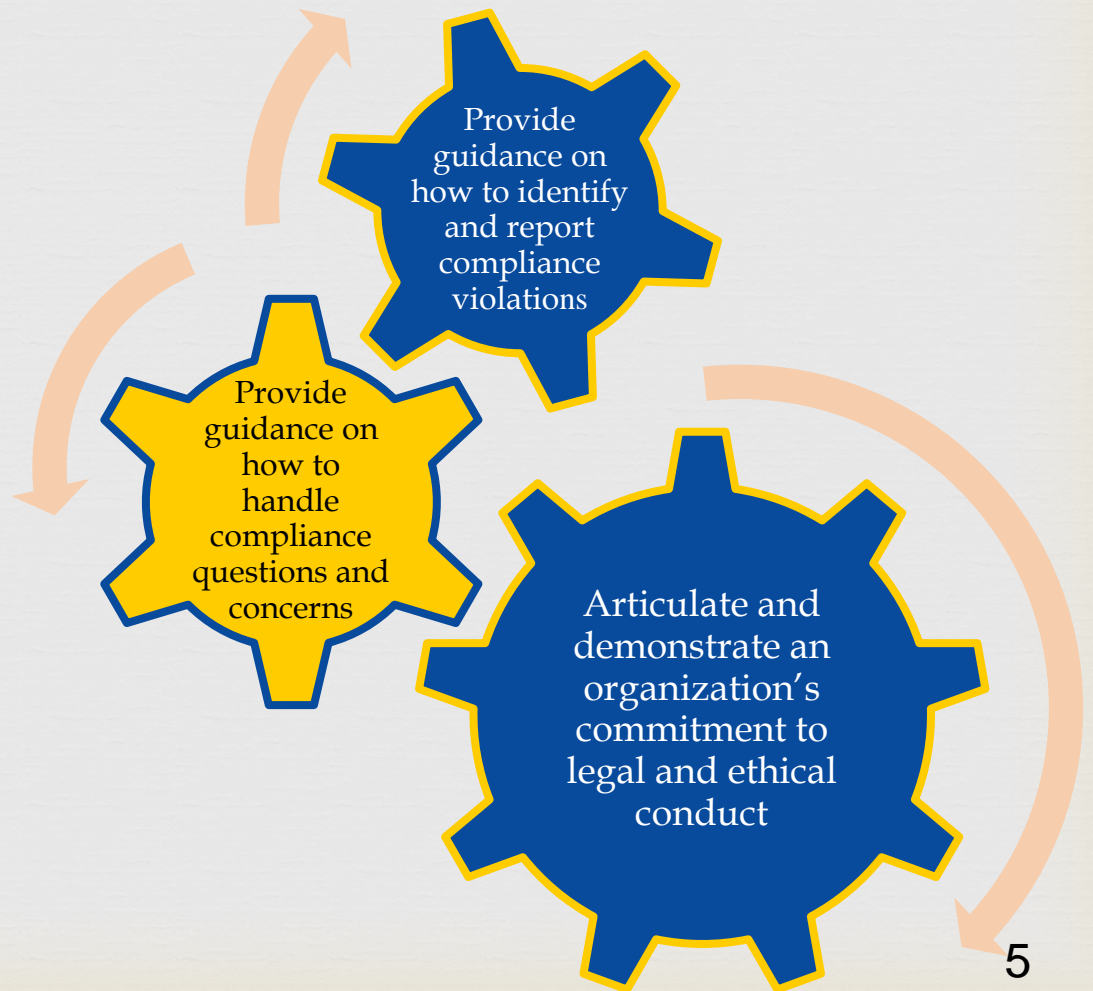 Provide
guidance on
how to identify
and report
compliance
violations
Provide
guidance on
how to
handle
compliance
questions and
concerns
Articulate and
demonstrate an
organization’s
commitment to
legal and ethical
conduct
5